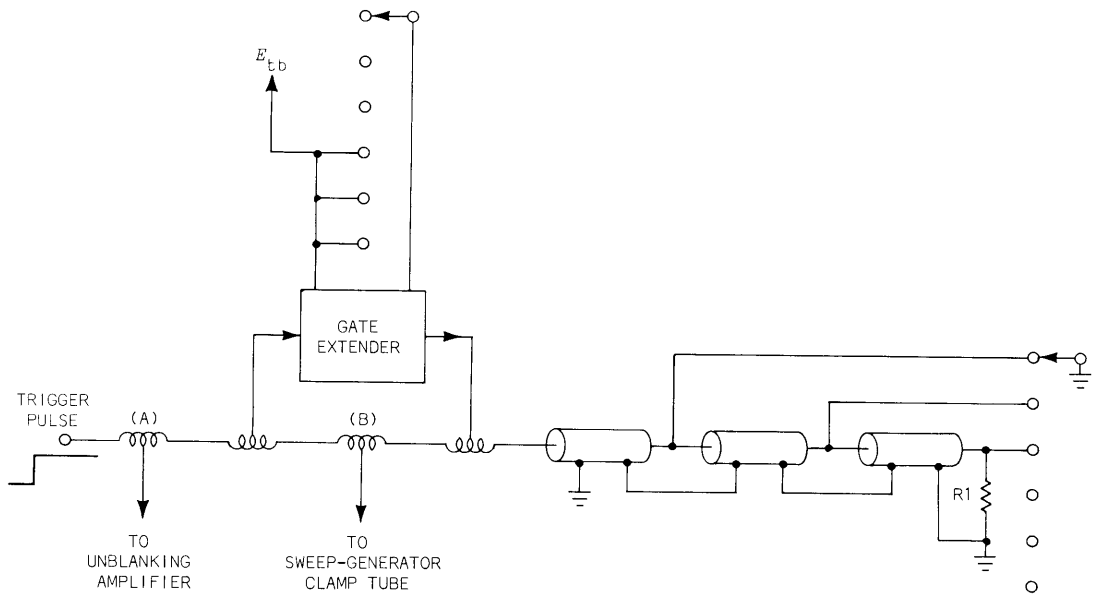 E_tb
GATE
EXTENDER
TRIGGER
PULSE
(A)
(B)
R1
TO
UNBLANKING
AMPLIFIER
TO
SWEEP-GENERATOR
CLAMP TUBE